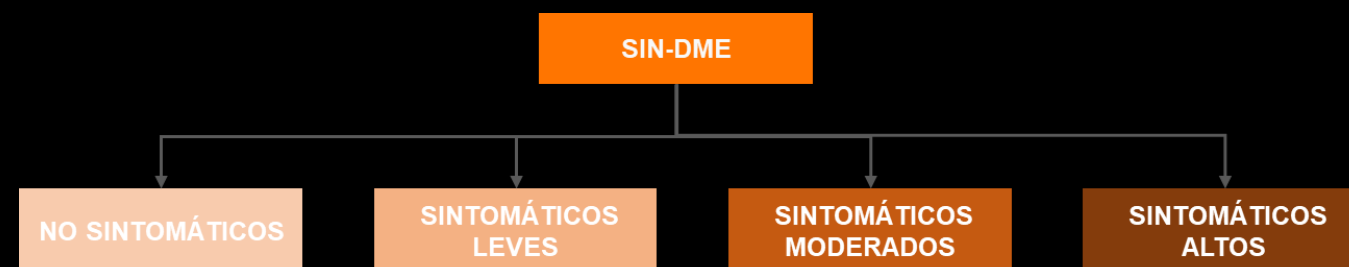 SIN-DME
NO SINTOMÁTICOS
SINTOMÁTICOS
LEVES
SINTOMÁTICOS
MODERADOS
SINTOMÁTICOS
ALTOS